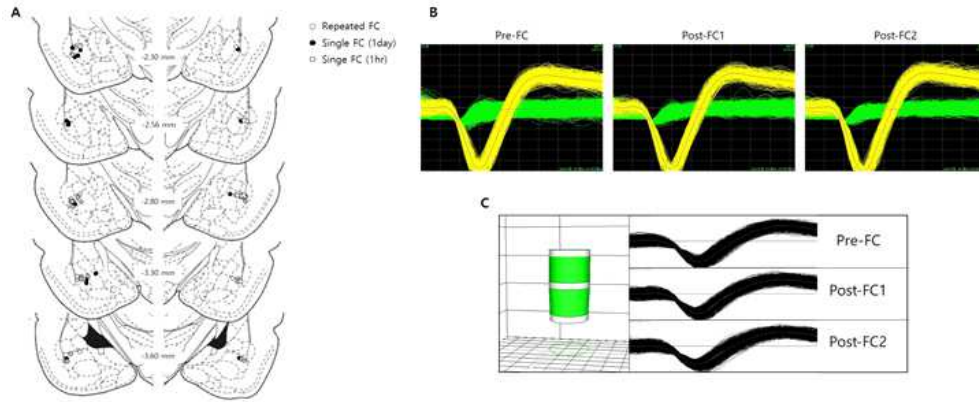 A
Repeated FC
Single FC (1day)
Singe FC (1hr)
-2.30 mm
-2.56 mm
-2.80 mm
-3.30 mm
-3.60 mm
B
Pre-FC
Post-FC1
Post-FC2
C
Pre-FC
Post-FC1
Post-FC2